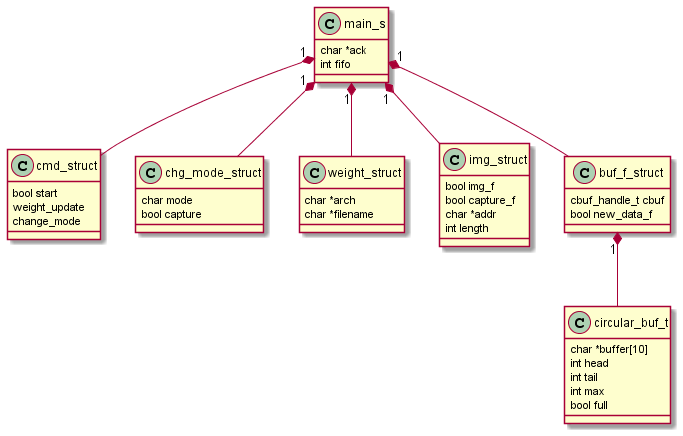 C main_s
char *ack
int fifo
1
1
1
1
1
C cmd_struct
bool start
weight_update
change_mode
C chg_mode_struct
char mode
bool capture
C weight_struct
char *arch
char *filename
C img_struct
bool img_f
bool capture_f
char *addr
int length
C buf_f_struct
cbuf_handle_t cbuf
bool new_data_f
1
C circular_buf_t
char *buffer[10]
int head
int tail
int max
bool full